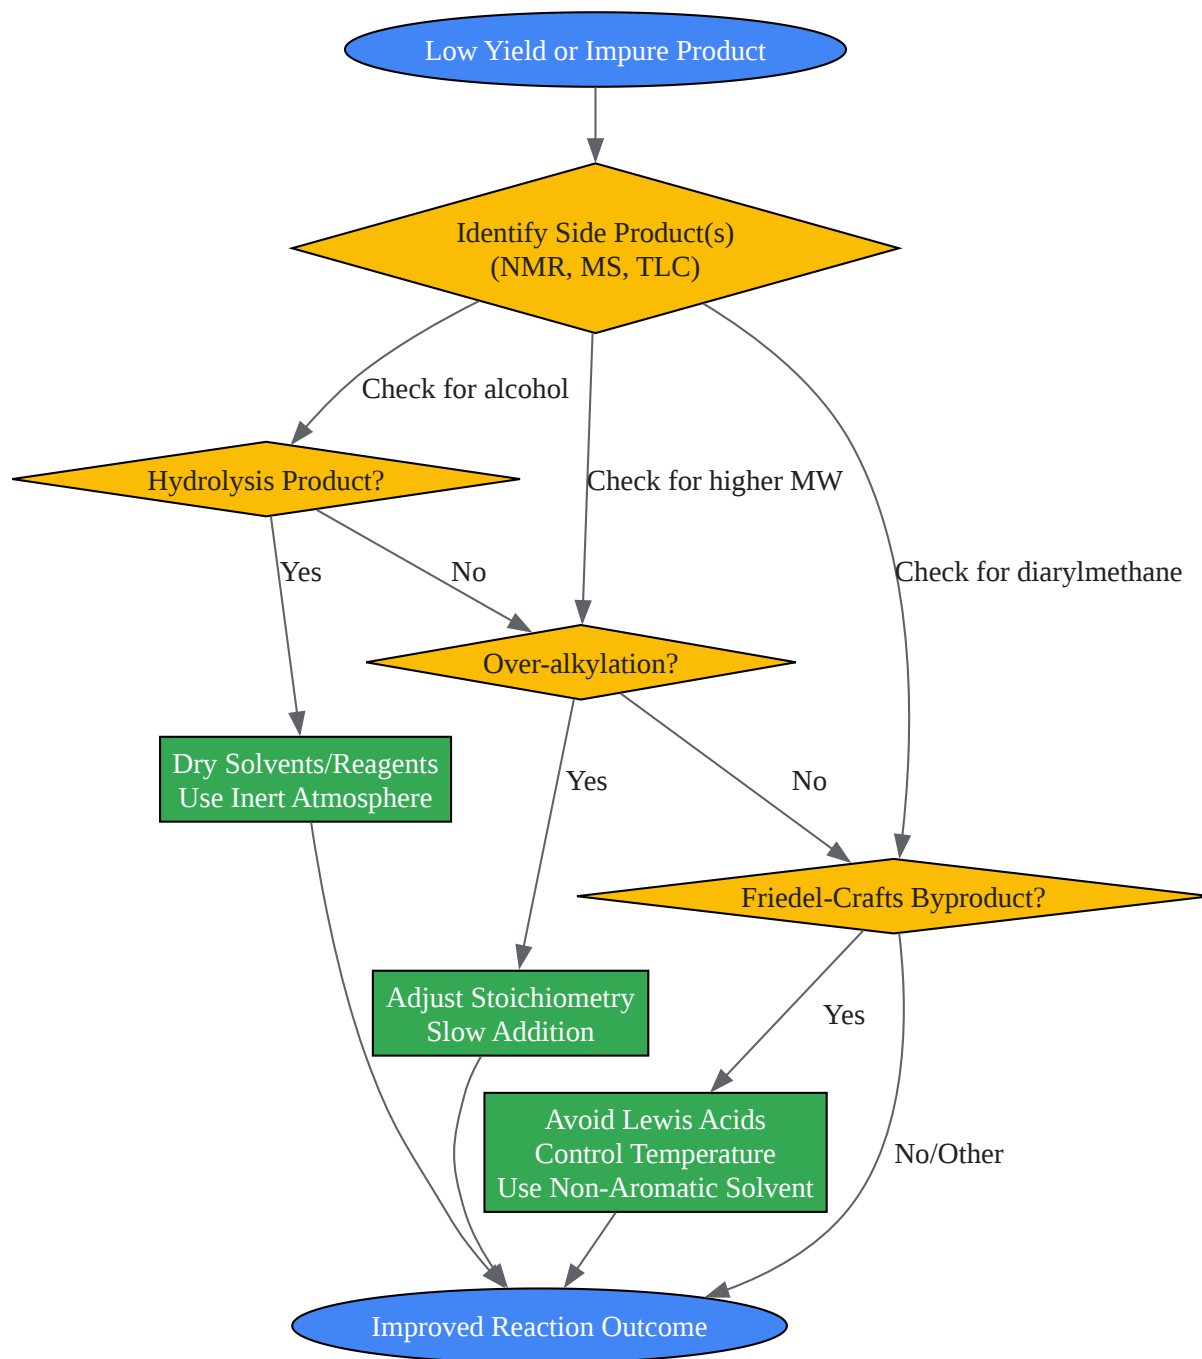 Low Yield or Impure Product
Identify Side Product(s)
(NMR, MS, TLC)
Check for alcohol
Hydrolysis Product?
Check for higher MW
Yes
No
Check for diarylmethane
Over-alkylation?
Dry Solvents/Reagents
Use Inert Atmosphere
Yes
No
Friedel-Crafts Byproduct?
Adjust Stoichiometry
Slow Addition
Yes
Avoid Lewis Acids
Control Temperature
Use Non-Aromatic Solvent
No/Other
Improved Reaction Outcome